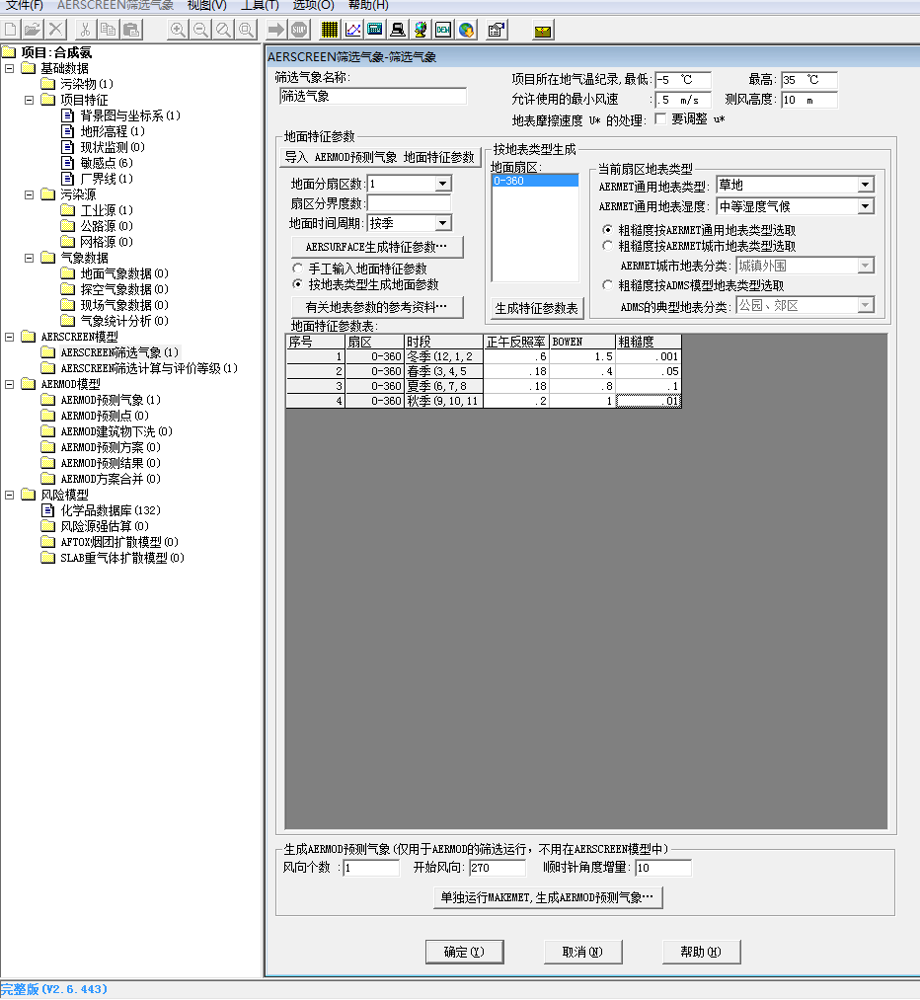 文件(F) AERSCREEN筛选气象 视图(V) 工具(T) 选项(O) 帮助(H)
STOP DEM
项目:合成氨
基础数据
污染物(1)
项目特征
背景图与坐标系(1)
地形高程(1)
现状监测(0)
敏感点(6)
厂界线(1)
污染源
工业源(1)
公路源(0)
网格源(0)
气象数据
地面气象数据(0)
探空气象数据(0)
现场气象数据(0)
气象统计分析(0)
AERSCREEN模型
AERSCREEN筛选气象(1)
AERSCREEN筛选计算与评价等级(1)
AERMOD模型
AERMOD预测气象(1)
AERMOD预测点(0)
AERMOD建筑物下洗(0)
AERMOD预测方案(0)
AERMOD预测结果(0)
AERMOD方案合并(0)
风险模型
化学品数据库(132)
风险源强估算(0)
AFTOX烟团扩散模型(0)
SLAB重气体扩散模型(0)
AERSCREEN筛选气象-筛选气象
筛选气象名称:
筛选气象
项目所在地气温纪录,最低: -5 ℃ 最高: 35 ℃
允许使用的最小风速 : .5 m/s 测风高度: 10 m
地表摩擦速度 U* 的处理: 要调整 u*
地面特征参数
导入 AERMOD预测气象 地面特征参数
地面分扇区数: 1
扇区分界度数:
地面时间周期: 按季
AERSURFACE生成特征参数…
手工输入地面特征参数
按地表类型生成地面参数
有关地表参数的参考资料…
按地表类型生成
地面扇区:
0-360
生成特征参数表
当前扇区地表类型
AERMET通用地表类型: 草地
AERMET通用地表湿度: 中等湿度气候
粗糙度按AERMET通用地表类型选取
粗糙度按AERMET城市地表类型选取
AERMET城市地表分类: 城镇外围
粗糙度按ADMS模型地表类型选取
ADMS的典型地表分类: 公园、郊区
地面特征参数表:
序号 扇区 时段 正午反照率 BOWEN 粗糙度
1 0-360 冬季(12,1,2 .6 1.5 .001
2 0-360 春季(3,4,5 .18 .4 .05
3 0-360 夏季(6,7,8 .18 .8 .1
4 0-360 秋季(9,10,11 .2 1 .01
生成AERMOD预测气象(仅用于AERMOD的筛选运行，不用在AERSCREEN模型中)
风向个数 : 1 开始风向: 270 顺时针角度增量: 10
单独运行MAKEMET,生成AERMOD预测气象…
确定(Y) 取消(N) 帮助(H)
完整版(V2.6.443)